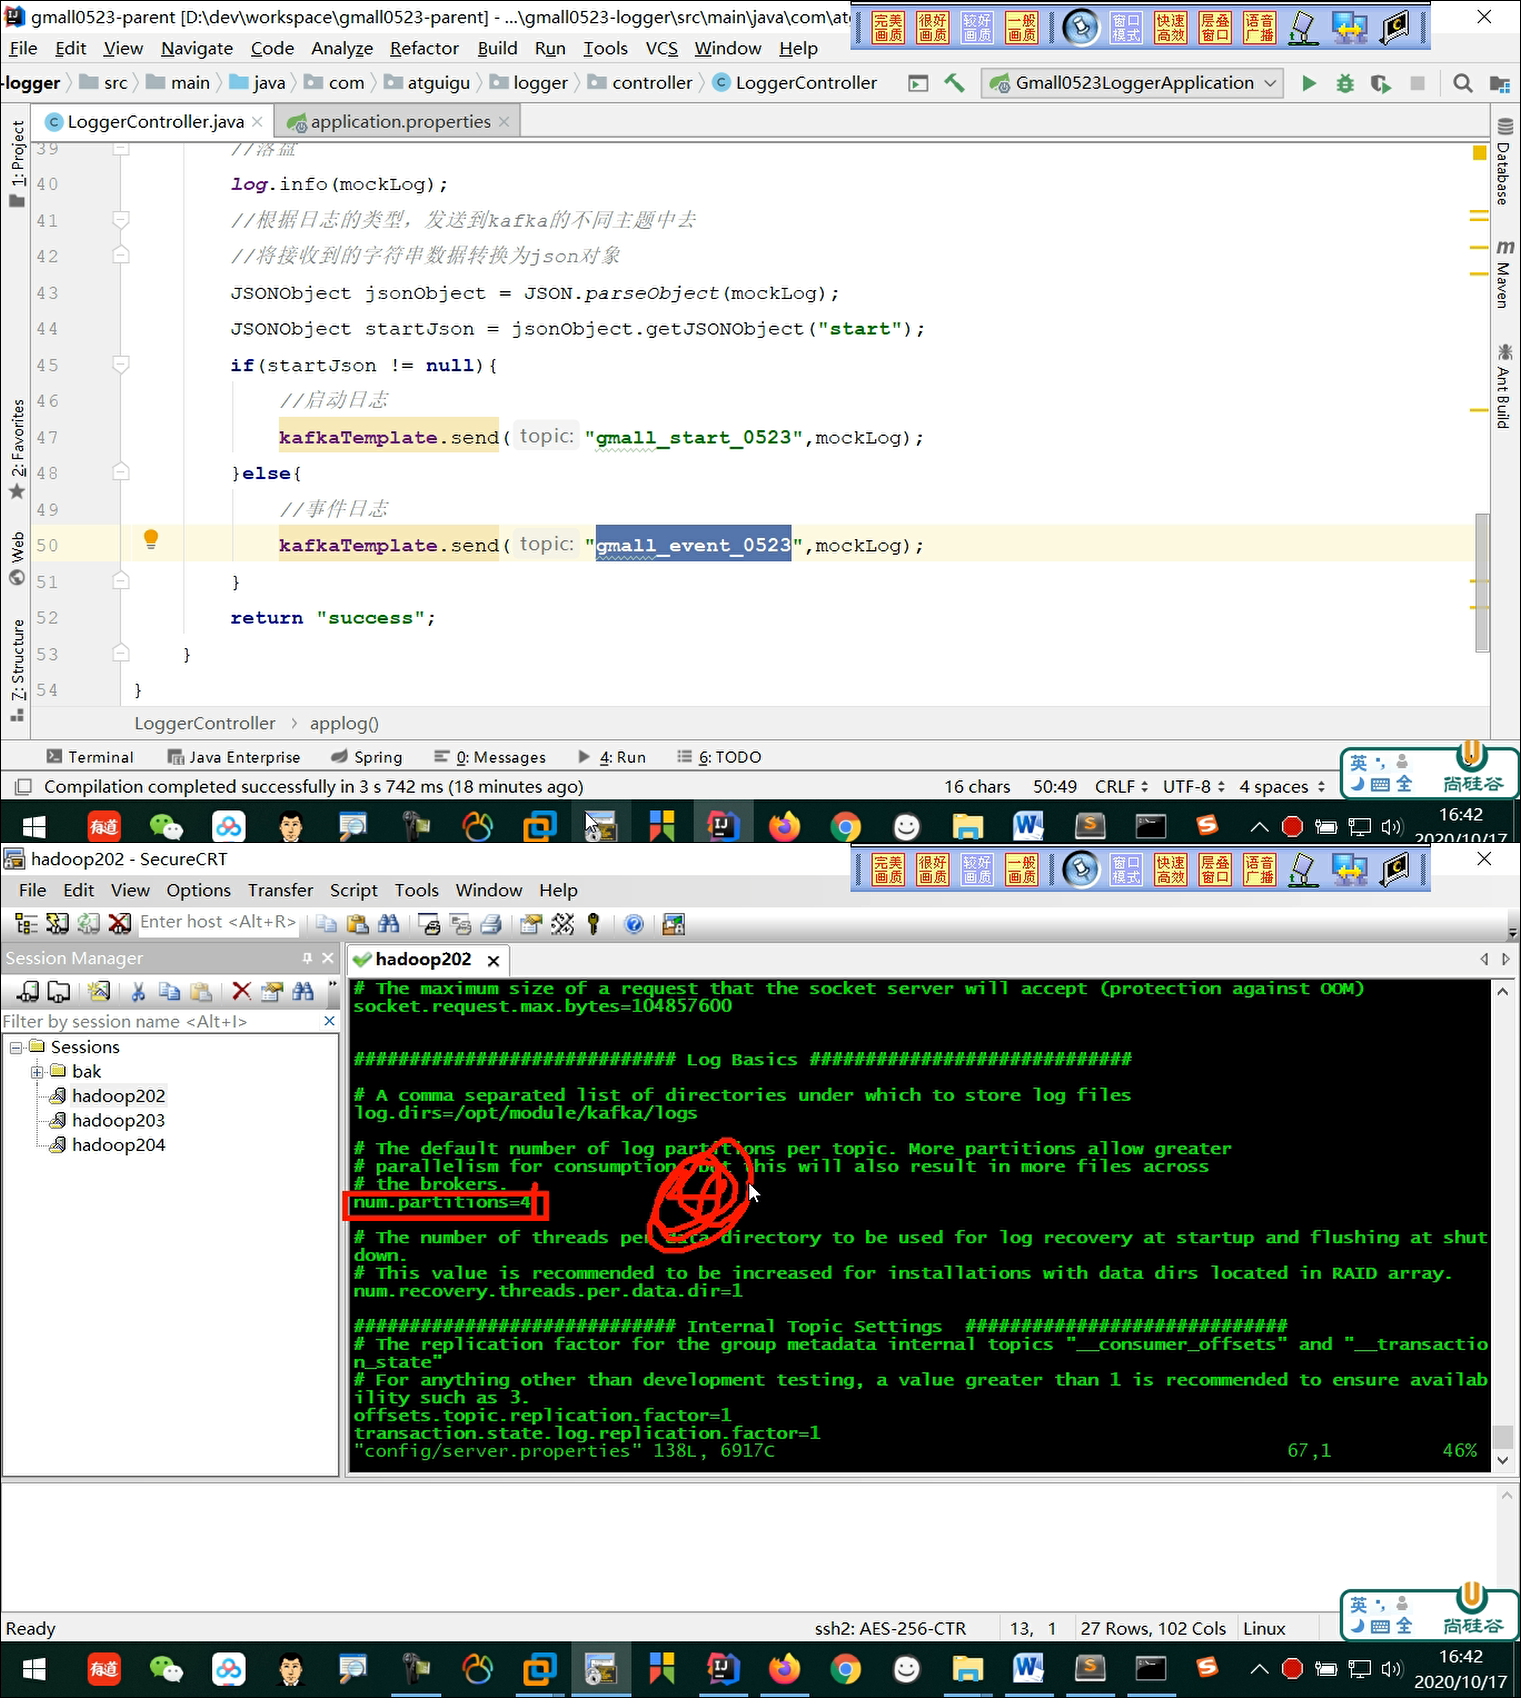 gmall0523-parent [D:\dev\workspace\gmall0523-parent] - ...\gmall0523-logger\src\main\java\com\at
完美画质 很好画质 较好画质 一般画质 窗口模式 快速高效 层叠窗口 语音广播
File Edit View Navigate Code Analyze Refactor Build Run Tools VCS Window Help
-logger src main java com atguigu logger controller LoggerController Gmall0523LoggerApplication
LoggerController.java application.properties
1: Project
2: Favorites
Web
7: Structure
Database
Maven
Ant Build
39 //落盘
40 log.info(mockLog);
41 //根据日志的类型，发送到kafka的不同主题中去
42 //将接收到的字符串数据转换为json对象
43 JSONObject jsonObject = JSON.parseObject(mockLog);
44 JSONObject startJson = jsonObject.getJSONObject("start");
45 if(startJson != null){
46 //启动日志
47 kafkaTemplate.send( topic: "gmall_start_0523",mockLog);
48 }else{
49 //事件日志
50 kafkaTemplate.send( topic: "gmall_event_0523",mockLog);
51 }
52 return "success";
53 }
54 }
LoggerController applog()
Terminal Java Enterprise Spring 0: Messages 4: Run 6: TODO
Compilation completed successfully in 3 s 742 ms (18 minutes ago) 16 chars 50:49 CRLF UTF-8 4 spaces
英 全 尚硅谷
有道 16:42
2020/10/17
hadoop202 - SecureCRT
完美画质 很好画质 较好画质 一般画质 窗口模式 快速高效 层叠窗口 语音广播
File Edit View Options Transfer Script Tools Window Help
Enter host <Alt+R>
Session Manager
hadoop202
Filter by session name <Alt+I>
Sessions
bak
hadoop202
hadoop203
hadoop204
# The maximum size of a request that the socket server will accept (protection against OOM)
socket.request.max.bytes=104857600
############################# Log Basics #############################
# A comma separated list of directories under which to store log files
log.dirs=/opt/module/kafka/logs
# The default number of log partitions per topic. More partitions allow greater
# parallelism for consumption, but this will also result in more files across
# the brokers.
num.partitions=4
# The number of threads per data directory to be used for log recovery at startup and flushing at shut
down.
# This value is recommended to be increased for installations with data dirs located in RAID array.
num.recovery.threads.per.data.dir=1
############################# Internal Topic Settings #############################
# The replication factor for the group metadata internal topics "__consumer_offsets" and "__transactio
n_state"
# For anything other than development testing, a value greater than 1 is recommended to ensure availab
ility such as 3.
offsets.topic.replication.factor=1
transaction.state.log.replication.factor=1
"config/server.properties" 138L, 6917C 67,1 46%
Ready ssh2: AES-256-CTR 13, 1 27 Rows, 102 Cols Linux
英 全 尚硅谷
有道 16:42
2020/10/17